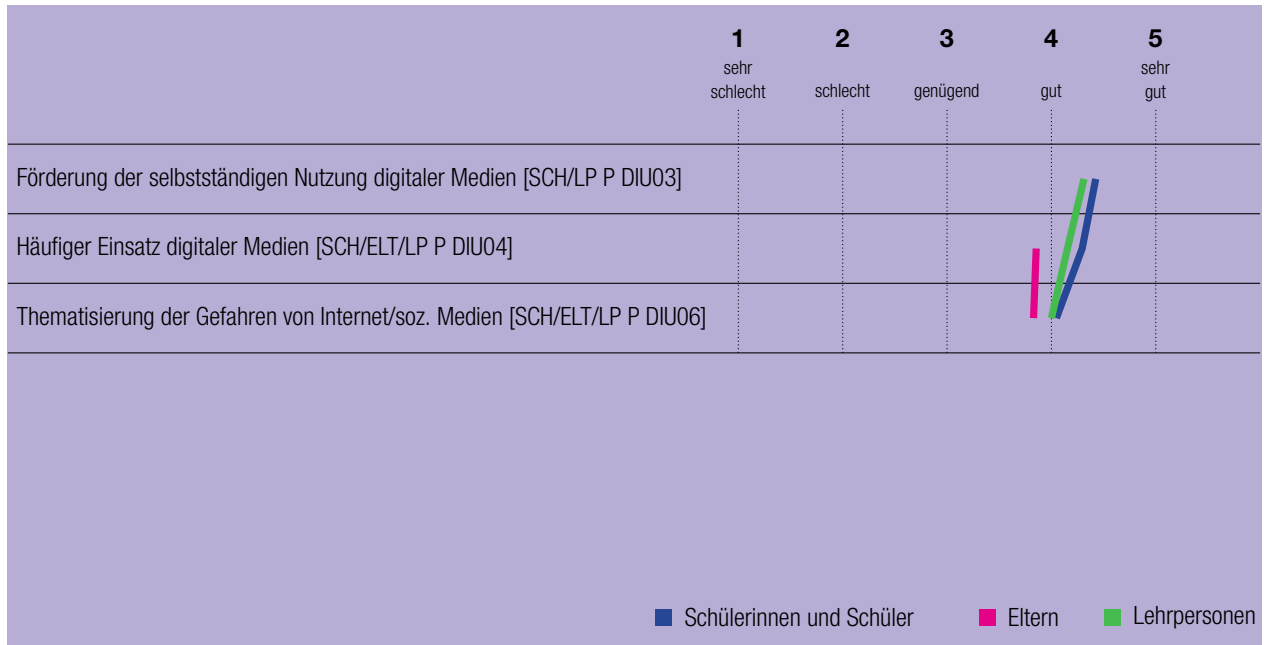 1 2 3 4 5
sehr schlecht schlecht genügend gut sehr gut
Förderung der selbstständigen Nutzung digitaler Medien [SCH/LP P DIU03]
Häufiger Einsatz digitaler Medien [SCH/ELT/LP P DIU04]
Thematisierung der Gefahren von Internet/soz. Medien [SCH/ELT/LP P DIU06]
Schülerinnen und Schüler Eltern Lehrpersonen